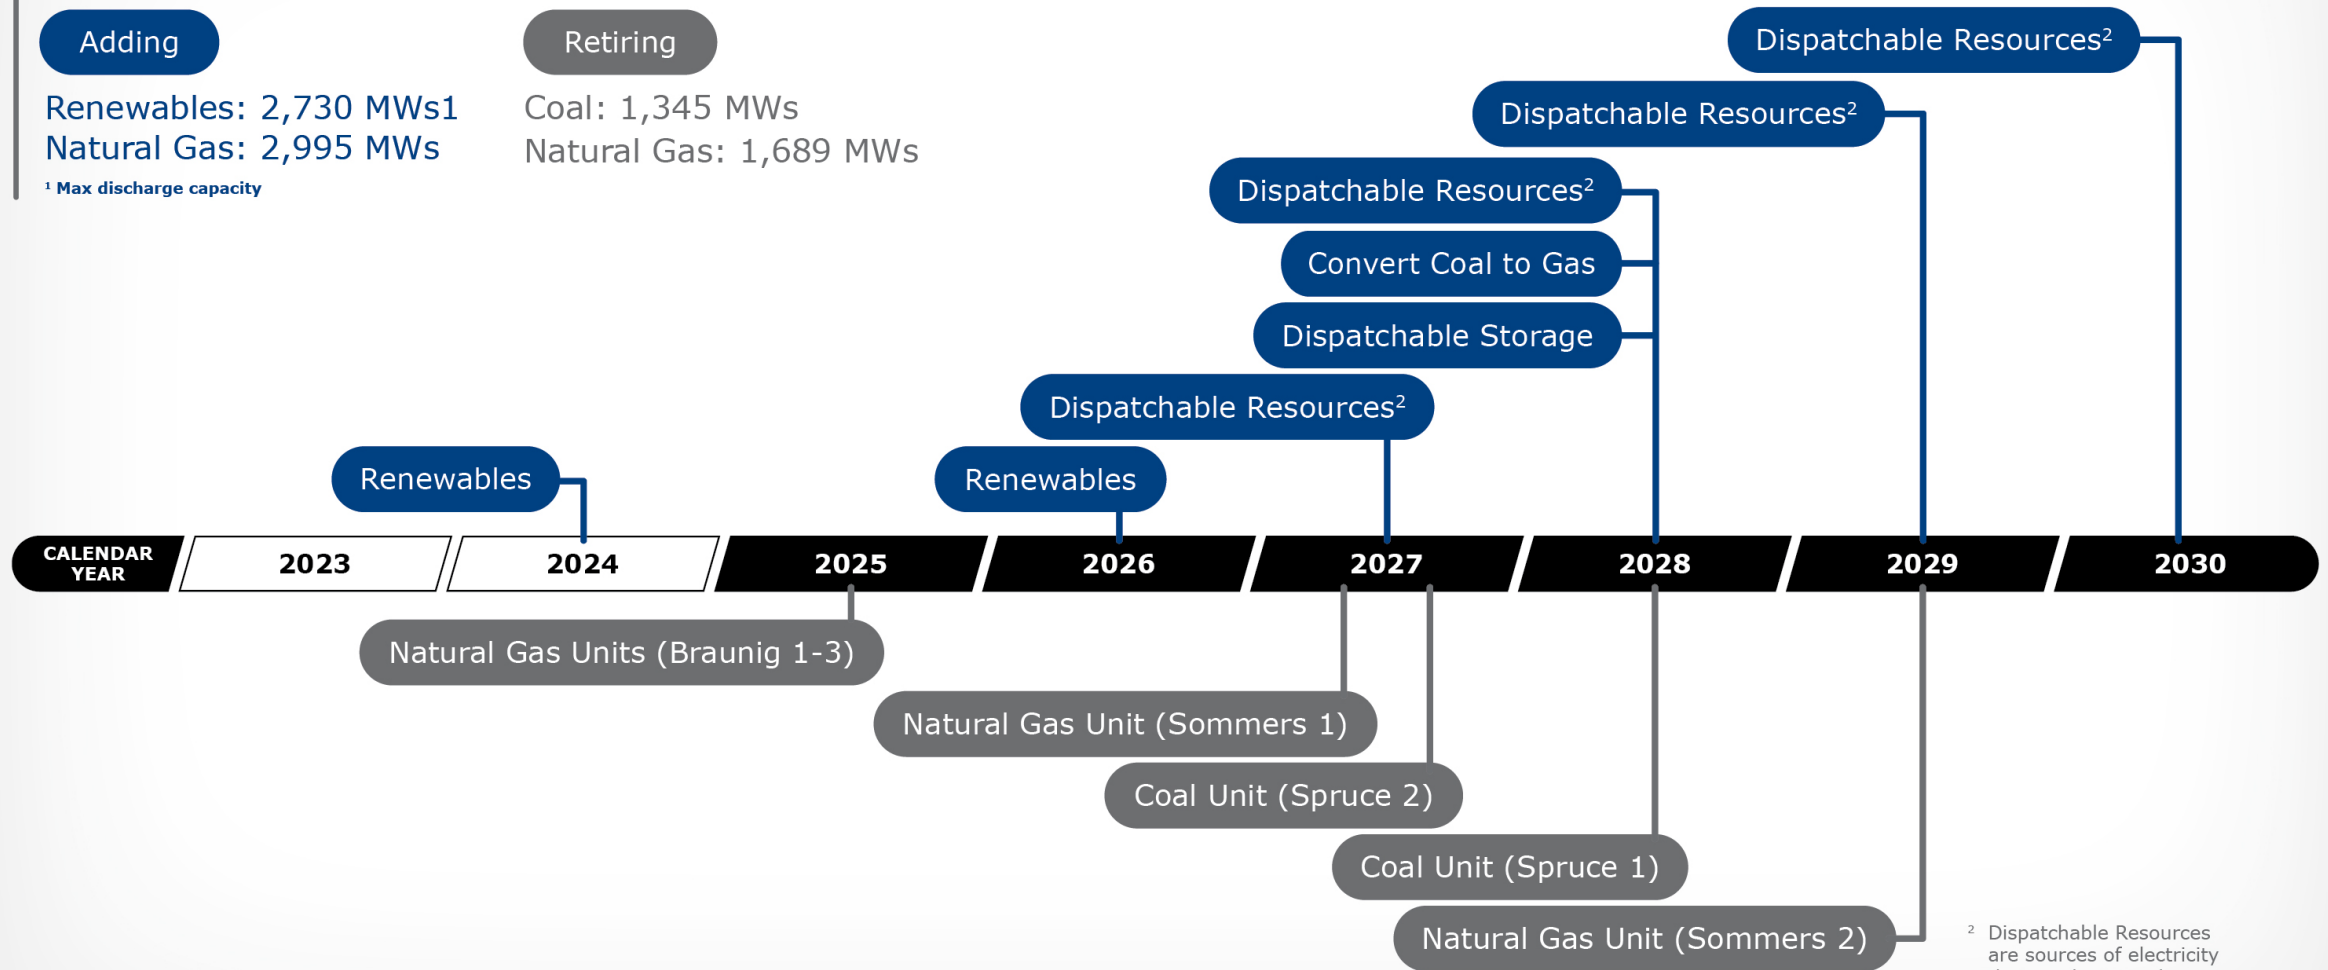 Adding
Renewables: 2,730 MWs1
Natural Gas: 2,995 MWs
¹ Max discharge capacity
Retiring
Coal: 1,345 MWs
Natural Gas: 1,689 MWs
Dispatchable Resources²
Dispatchable Resources²
Dispatchable Resources²
Convert Coal to Gas
Dispatchable Storage
Dispatchable Resources²
Renewables
Renewables
CALENDAR
YEAR
2023
2024
2025
2026
2027
2028
2029
2030
Natural Gas Units (Braunig 1-3)
Natural Gas Unit (Sommers 1)
Coal Unit (Spruce 2)
Coal Unit (Spruce 1)
Natural Gas Unit (Sommers 2)
² Dispatchable Resources
are sources of electricity